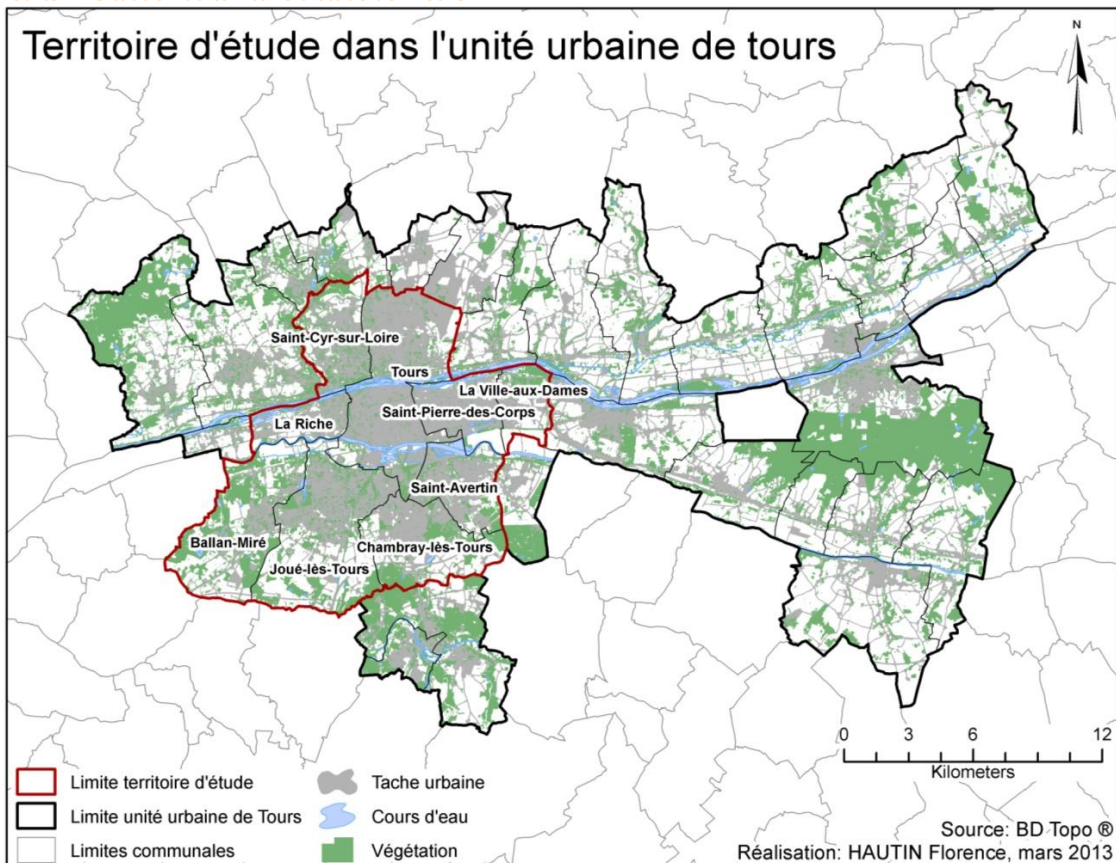 Territoire d'étude dans l'unité urbaine de tours
N
Saint-Cyr-sur-Loire
Tours
La Ville-aux-Dames
Saint-Pierre-des-Corps
La Riche
Saint-Avertin
Ballan-Miré
Chambray-lès-Tours
Joué-lès-Tours
0 3 6 12
Kilometers
Limite territoire d'étude
Tache urbaine
Limite unité urbaine de Tours
Cours d'eau
Limites communales
Végétation
Source: BD Topo ®
Réalisation: HAUTIN Florence, mars 2013